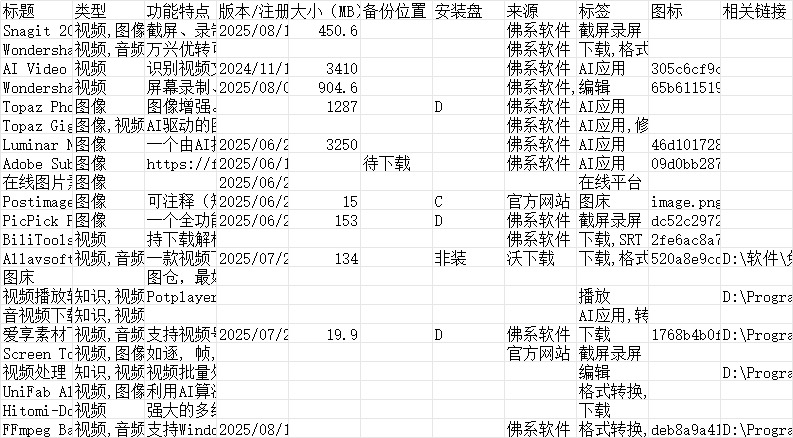 标题 类型 功能特点 版本/注册 大小（MB） 备份位置 安装盘 来源 标签 图标 相关链接
Snagit 20 视频,图像 截屏、录 2025/08/1 450.6 佛系软件 截屏录屏
Wondersha 视频,音频 万兴优转 佛系软件 下载,格式
AI Video 视频 识别视频 2024/11/1 3410 佛系软件 AI应用 305c6cf9c
Wondersha 视频 屏幕录制、 2025/08/0 904.6 佛系软件, 编辑 65b611519
Topaz Pho 图像 图像增强。 1287 D 佛系软件 AI应用
Topaz Gig 图像,视频 AI驱动的图 佛系软件 AI应用,修
Luminar N 图像 一个由AI 2025/06/2 3250 佛系软件 AI应用 46d101728
Adobe Sub 图像 https://f 2025/06/1 待下载 佛系软件 AI应用 09d0bb287
在线图片 图像 2025/06/2 在线平台
Postimage 图像 可注释（ 2025/06/2 15 C 官方网站 图床 image.png
PicPick P 图像 一个全功能 2025/06/2 153 D 佛系软件 截屏录屏 dc52c2972
BiliTools 视频 持下载解 佛系软件 下载,SRT 2fe6ac8a7
Allavsoft 视频,音频 一款视频 2025/07/2 134 非装 沃下载 下载,格式 520a8e9cc D:\软件\
图床 图仓，最
视频播放 知识,视频 Potplayer 播放 D:\Progra
音视频下 知识,视频 AI应用,转
爱享素材 视频,音频 支持视频号 2025/07/2 19.9 D 佛系软件 下载 1768b4b0f D:\Progra
Screen To 视频,图像 如逐，帧, 官方网站 截屏录屏
视频处理 知识,视频 视频批量 编辑 D:\Progra
UniFab AI 视频,图像 利用AI算 格式转换,
Hitomi-Do 视频 强大的多 下载
FFmpeg Ba 视频,音频 支持Windo 2025/08/1 佛系软件 格式转换, deb8a9a41 D:\Progra